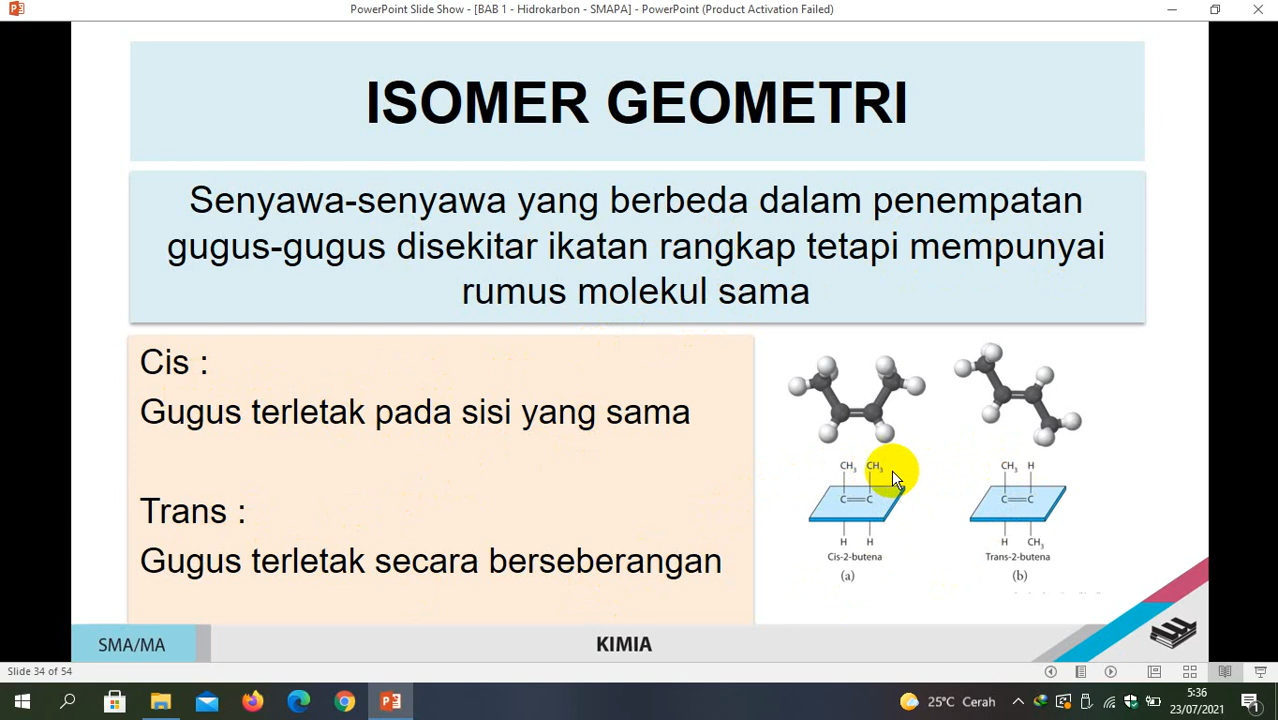 PowerPoint Slide Show - [BAB 1 - Hidrokarbon - SMAPA] - PowerPoint (Product Activation Failed)
ISOMER GEOMETRI
Senyawa-senyawa yang berbeda dalam penempatan
gugus-gugus disekitar ikatan rangkap tetapi mempunyai
rumus molekul sama
Cis :
Gugus terletak pada sisi yang sama
Trans :
Gugus terletak secara berseberangan
CH₃ CH₃
C C
H H
Cis-2-butena
(a)
CH₃ H
C C
H CH₃
Trans-2-butena
(b)
SMA/MA
KIMIA
Slide 34 of 54
25°C Cerah
5:36
23/07/2021
1